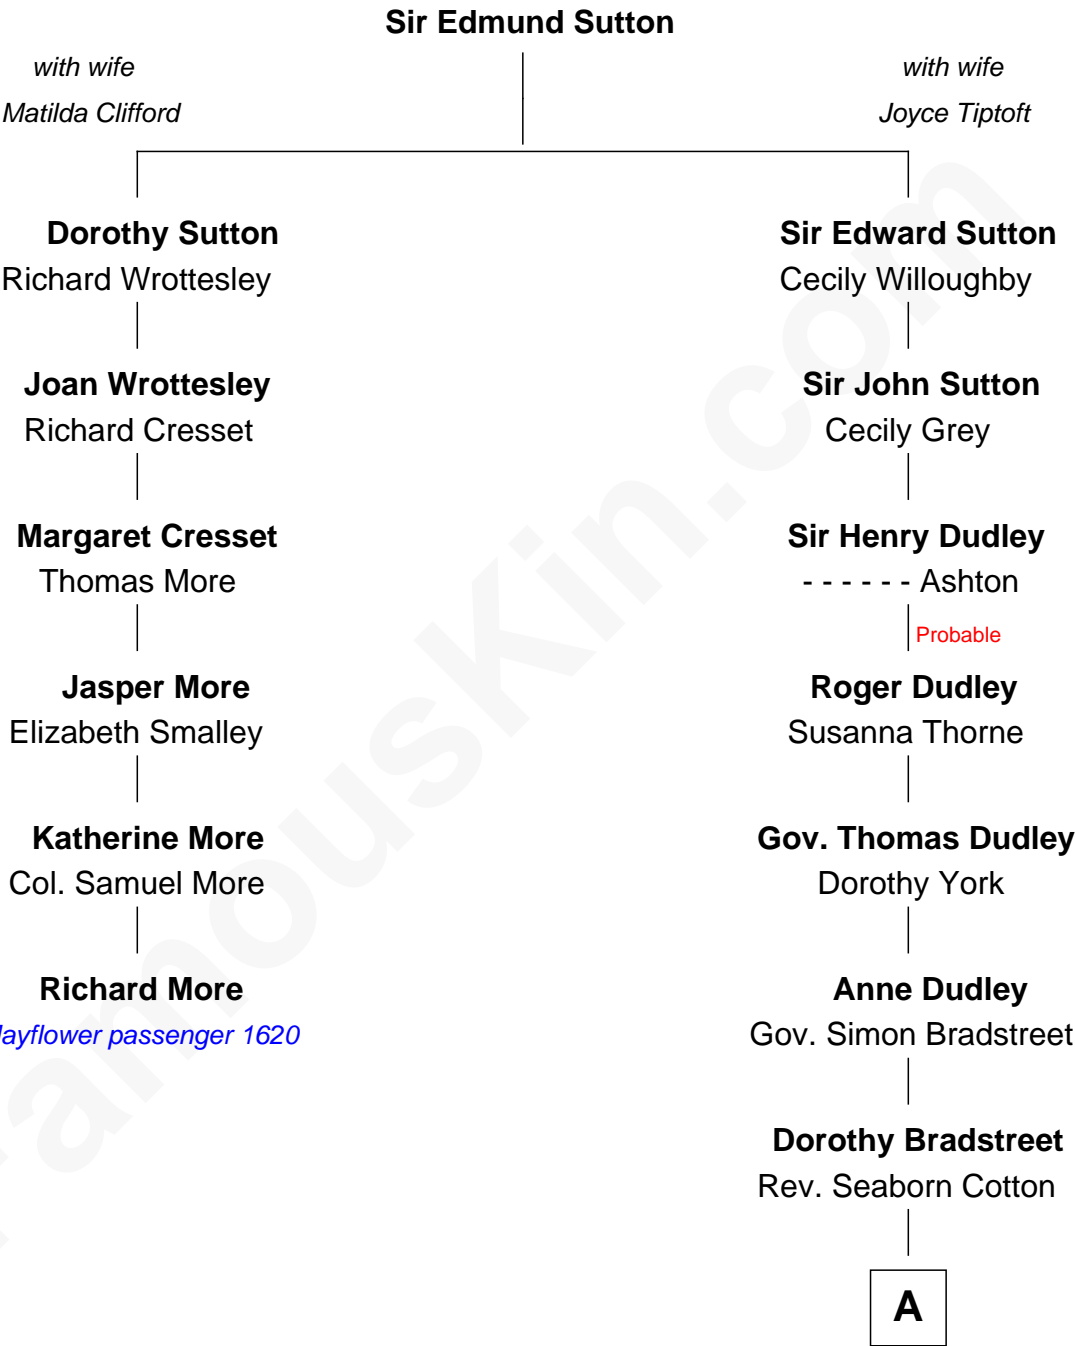 Sir Edmund Sutton
with wife
Matilda Clifford
with wife
Joyce Tiptoft
Dorothy Sutton
Richard Wrottesley
Sir Edward Sutton
Cecily Willoughby
Joan Wrottesley
Richard Cresset
Sir John Sutton
Cecily Grey
Margaret Cresset
Thomas More
Sir Henry Dudley
- - - - - - Ashton
Probable
Jasper More
Elizabeth Smalley
Roger Dudley
Susanna Thorne
Katherine More
Col. Samuel More
Gov. Thomas Dudley
Dorothy York
Richard More
ayflower passenger 1620
Anne Dudley
Gov. Simon Bradstreet
Dorothy Bradstreet
Rev. Seaborn Cotton
A
FamousKin.com